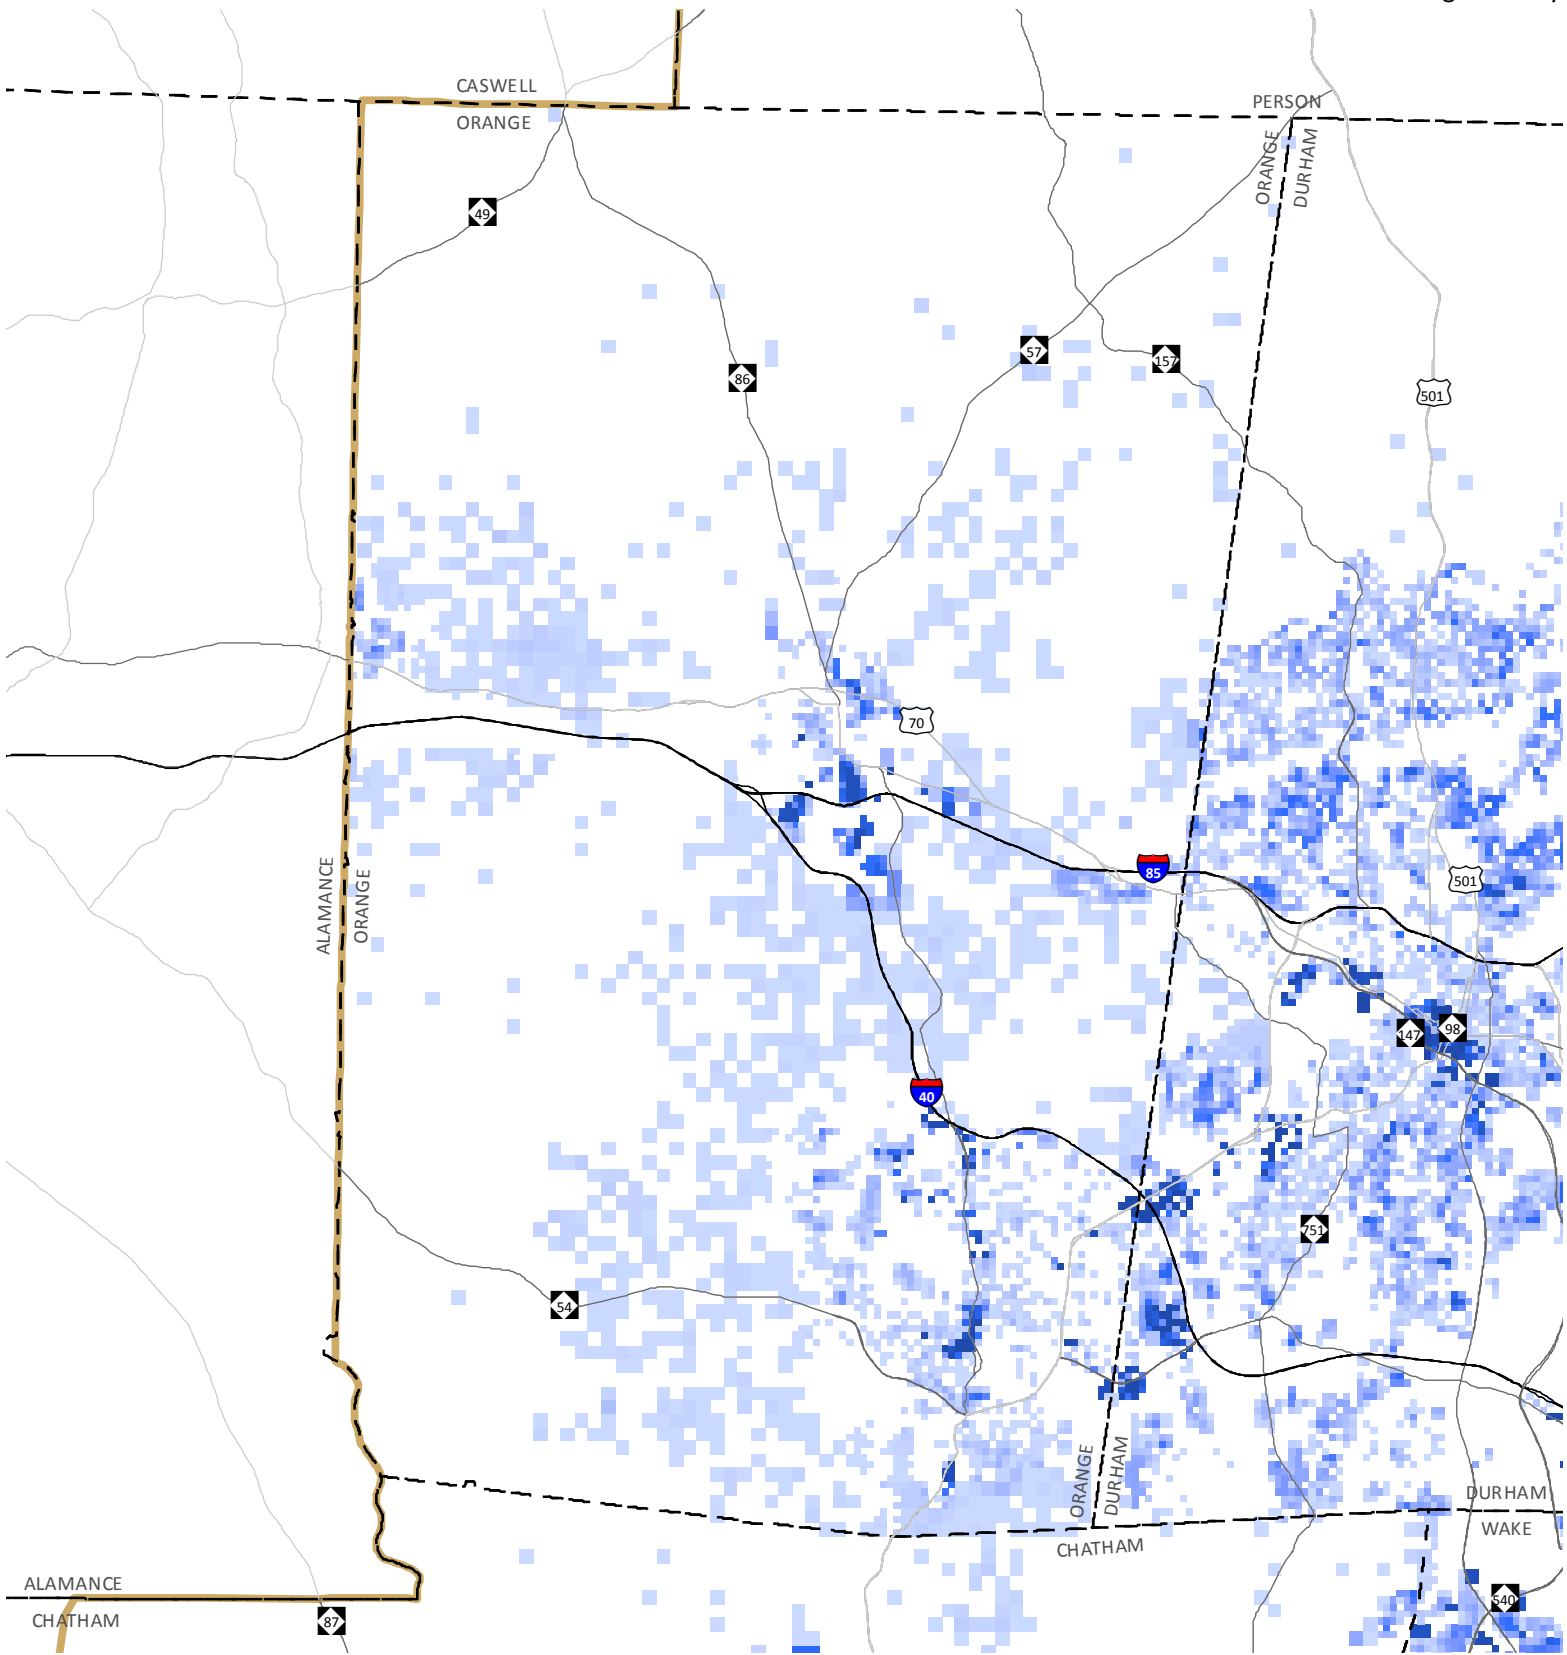 CASWELL
ORANGE
PERSON
ORANGE
DURHAM
49
57
157
86
501
70
ALAMANCE
ORANGE
85
501
147
98
40
751
54
ORANGE
DURHAM
DURHAM
WAKE
CHATHAM
ALAMANCE
CHATHAM
87
540